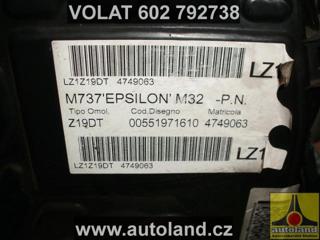 VOLAT 602 792738
LZ1Z19DT 4749063
LZ1
M737'EPSILON' M32 -P.N.
Tipo Omol. Cod.Disegno Matricola
Z19DT 00551971610 4749063
LZ1Z19DT 4749063
LZ1
www.autoland.cz
autoland